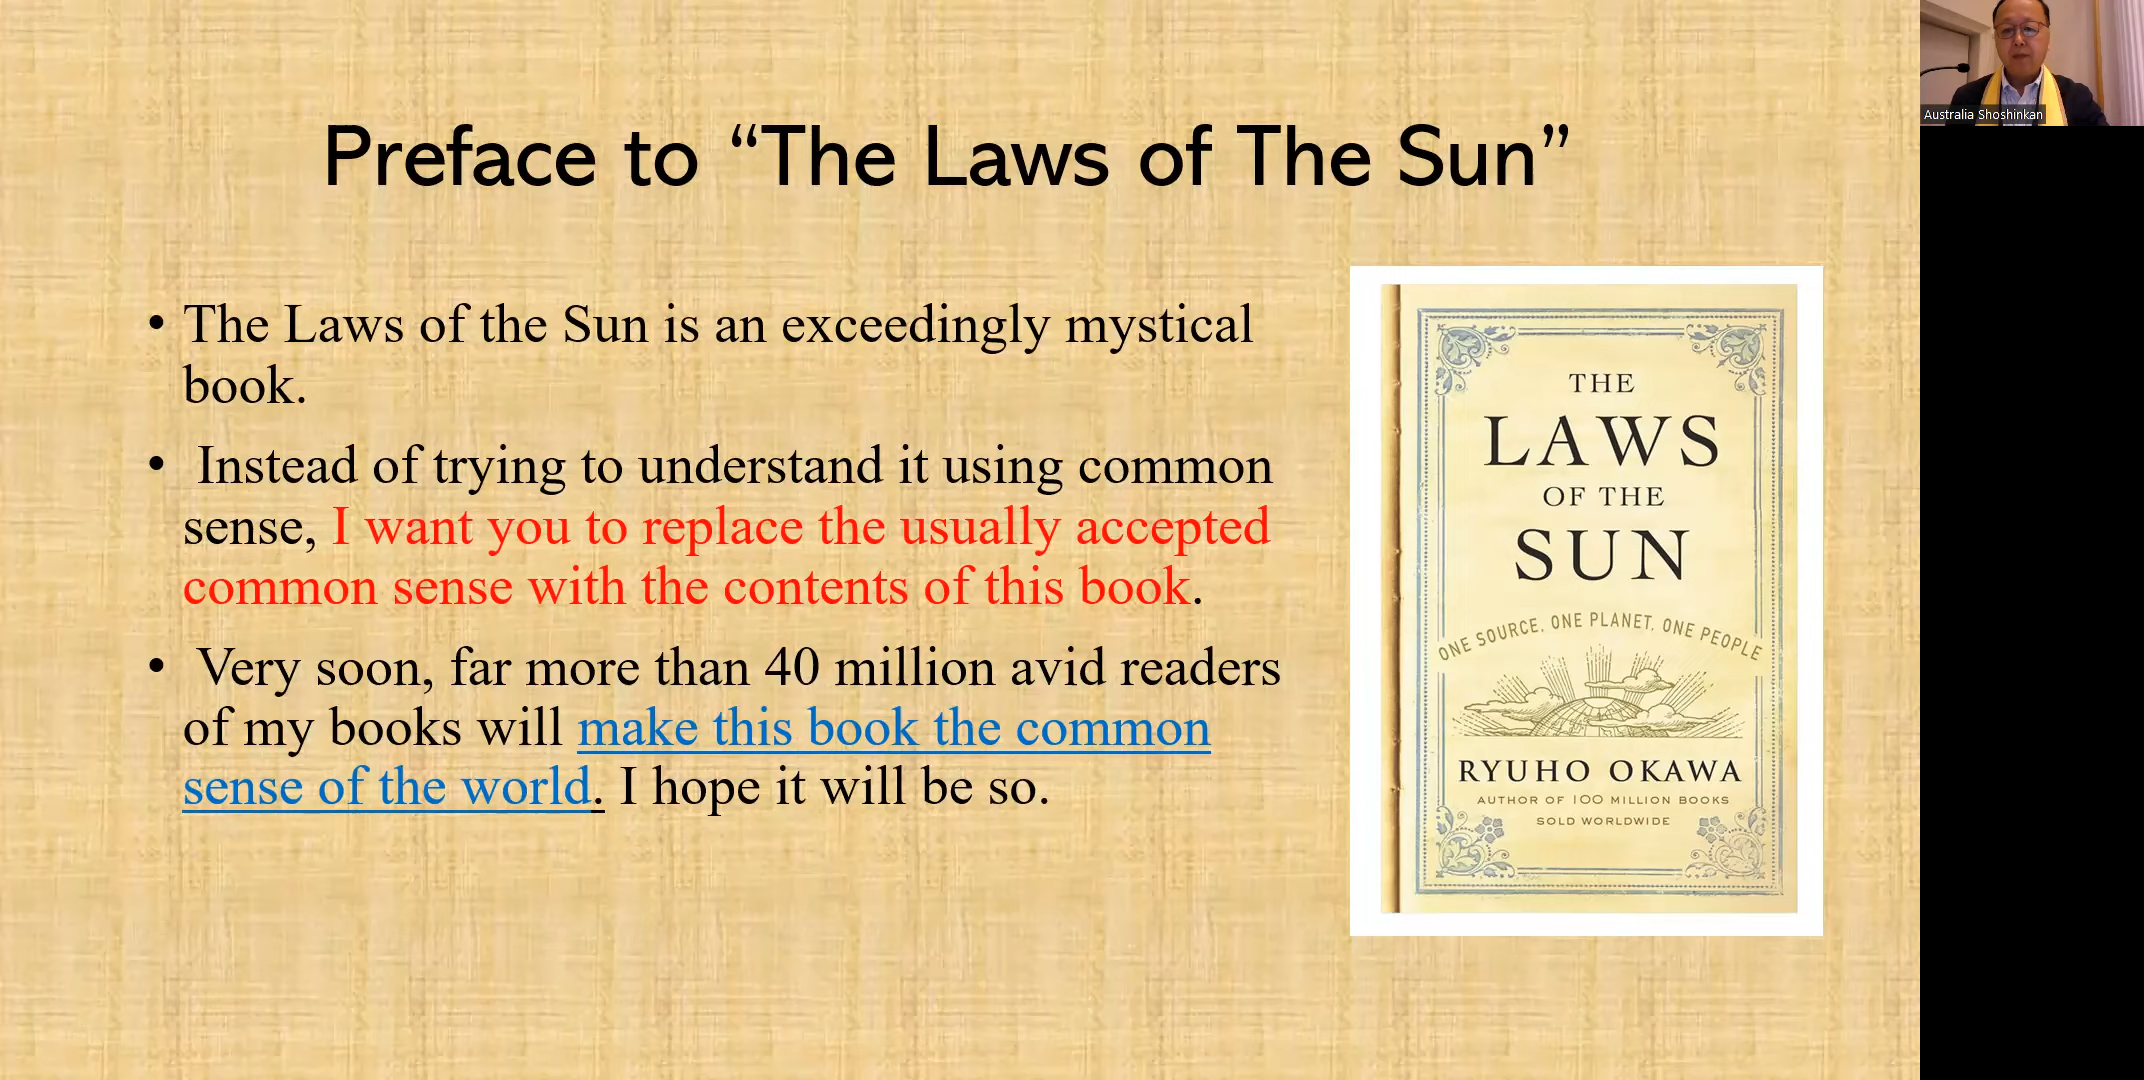 Preface to “The Laws of The Sun”
• The Laws of the Sun is an exceedingly mystical
book.
• Instead of trying to understand it using common
sense, I want you to replace the usually accepted
common sense with the contents of this book.
• Very soon, far more than 40 million avid readers
of my books will make this book the common
sense of the world. I hope it will be so.
THE
LAWS
OF THE
SUN
ONE SOURCE, ONE PLANET, ONE PEOPLE
RYUHO OKAWA
AUTHOR OF 100 MILLION BOOKS
SOLD WORLDWIDE
Australia Shoshinkan